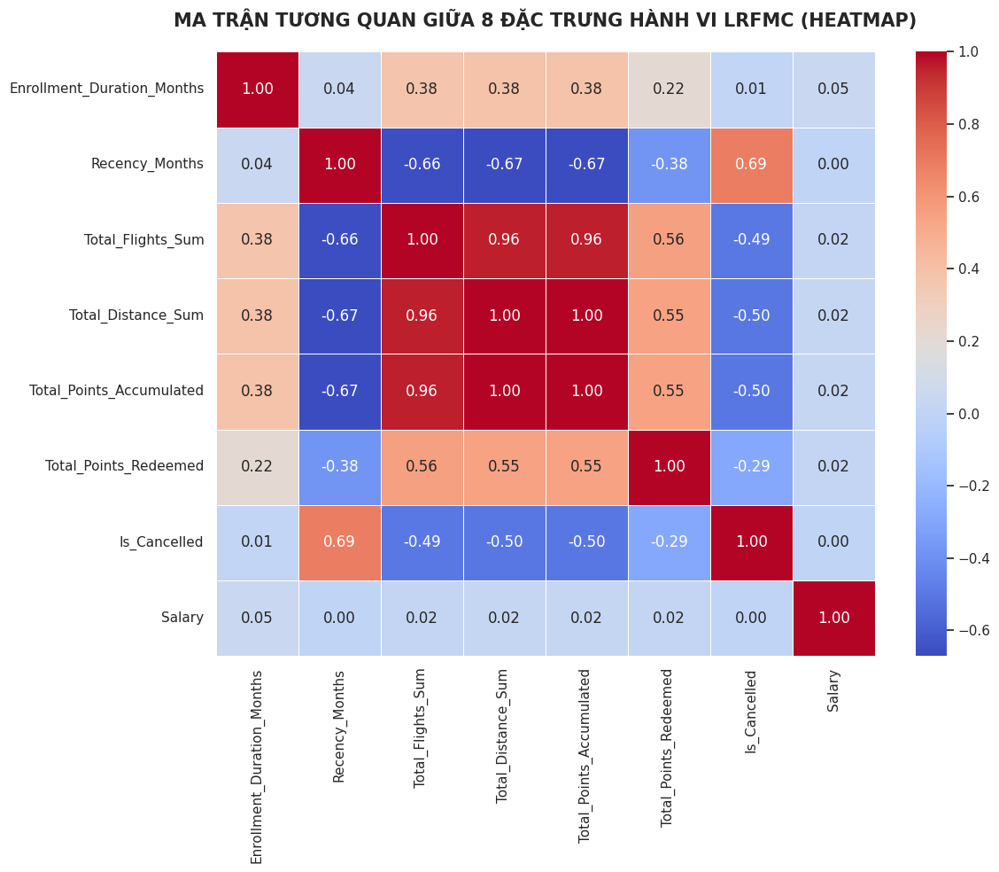 MA TRẬN TƯƠNG QUAN GIỮA 8 ĐẶC TRƯNG HÀNH VI LRFMC (HEATMAP)
Enrollment_Duration_Months 1.00 0.04 0.38 0.38 0.38 0.22 0.01 0.05
Recency_Months 0.04 1.00 -0.66 -0.67 -0.67 -0.38 0.69 0.00
Total_Flights_Sum 0.38 -0.66 1.00 0.96 0.96 0.56 -0.49 0.02
Total_Distance_Sum 0.38 -0.67 0.96 1.00 1.00 0.55 -0.50 0.02
Total_Points_Accumulated 0.38 -0.67 0.96 1.00 1.00 0.55 -0.50 0.02
Total_Points_Redeemed 0.22 -0.38 0.56 0.55 0.55 1.00 -0.29 0.02
Is_Cancelled 0.01 0.69 -0.49 -0.50 -0.50 -0.29 1.00 0.00
Salary 0.05 0.00 0.02 0.02 0.02 0.02 0.00 1.00
Enrollment_Duration_Months
Recency_Months
Total_Flights_Sum
Total_Distance_Sum
Total_Points_Accumulated
Total_Points_Redeemed
Is_Cancelled
Salary
1.0
0.8
0.6
0.4
0.2
0.0
−0.2
−0.4
−0.6